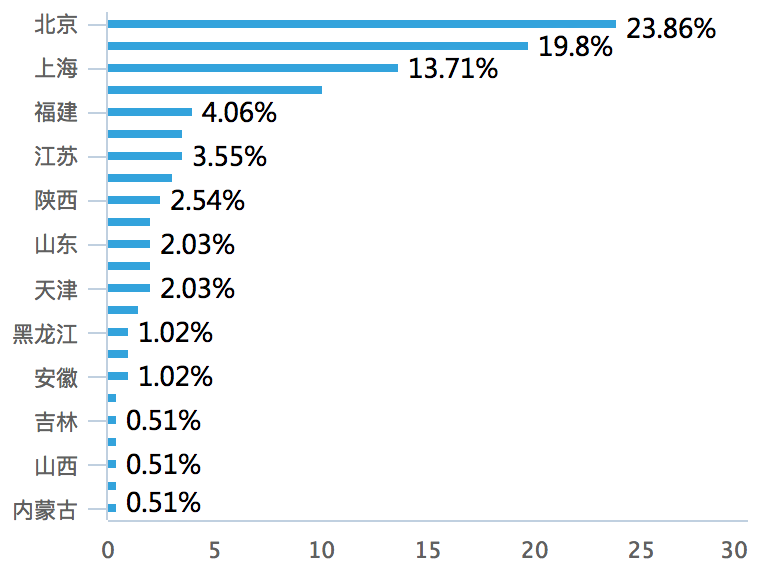 北京 23.86%
19.8%
上海 13.71%
福建 4.06%
江苏 3.55%
陕西 2.54%
山东 2.03%
天津 2.03%
黑龙江 1.02%
安徽 1.02%
吉林 0.51%
山西 0.51%
内蒙古 0.51%
0 5 10 15 20 25 30